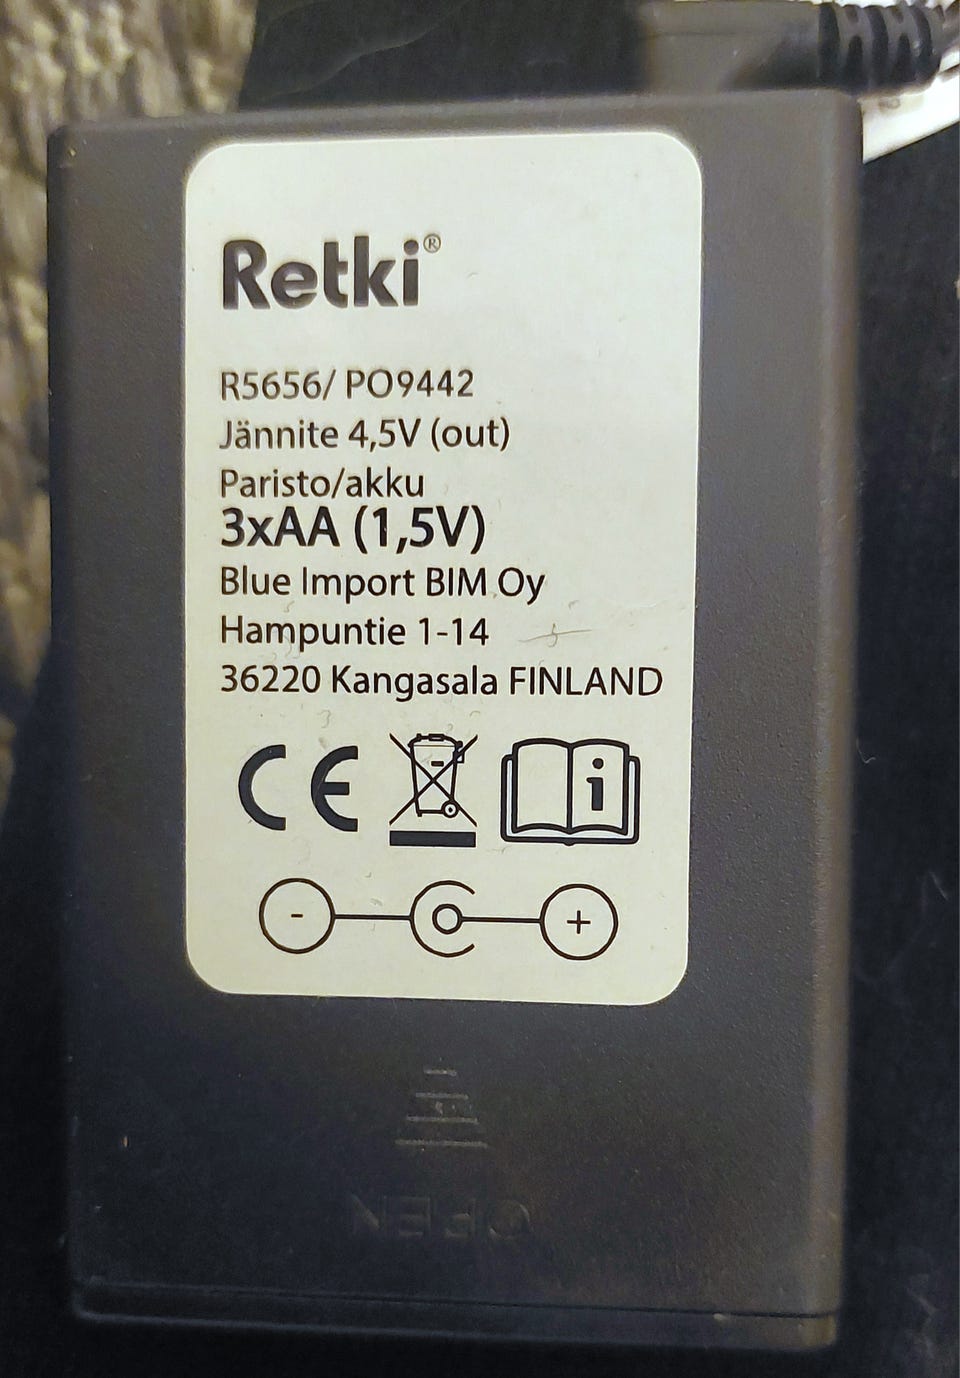 Retki®
R5656/ PO9442
Jännite 4,5V (out)
Paristo/akku
3xAA (1,5V)
Blue Import BIM Oy
Hampuntie 1-14
36220 Kangasala FINLAND
CE
i
- +
OPEN